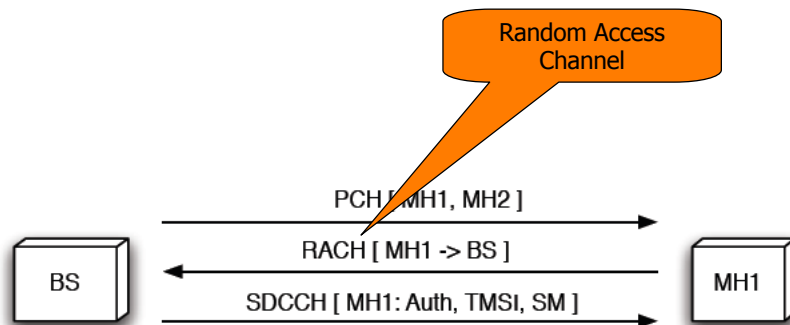 Random Access
Channel
PCH [ MH1, MH2 ]
RACH [ MH1 -> BS ]
BS
MH1
SDCCH [ MH1: Auth, TMSI, SM ]